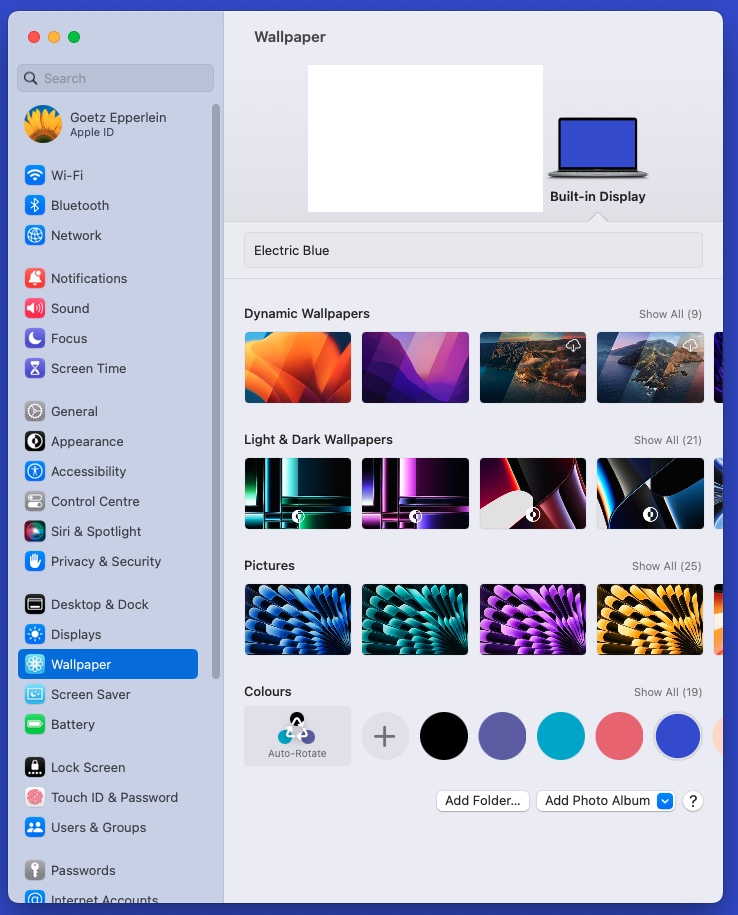 Wallpaper
Search
Goetz Epperlein
Apple ID
Wi-Fi
Bluetooth
Network
Notifications
Sound
Focus
Screen Time
General
Appearance
Accessibility
Control Centre
Siri & Spotlight
Privacy & Security
Desktop & Dock
Displays
Wallpaper
Screen Saver
Battery
Lock Screen
Touch ID & Password
Users & Groups
Passwords
Internet Accounts
Built-in Display
Electric Blue
Dynamic Wallpapers
Show All (9)
Light & Dark Wallpapers
Show All (21)
Pictures
Show All (25)
Colours
Show All (19)
Auto-Rotate
Add Folder...
Add Photo Album
?